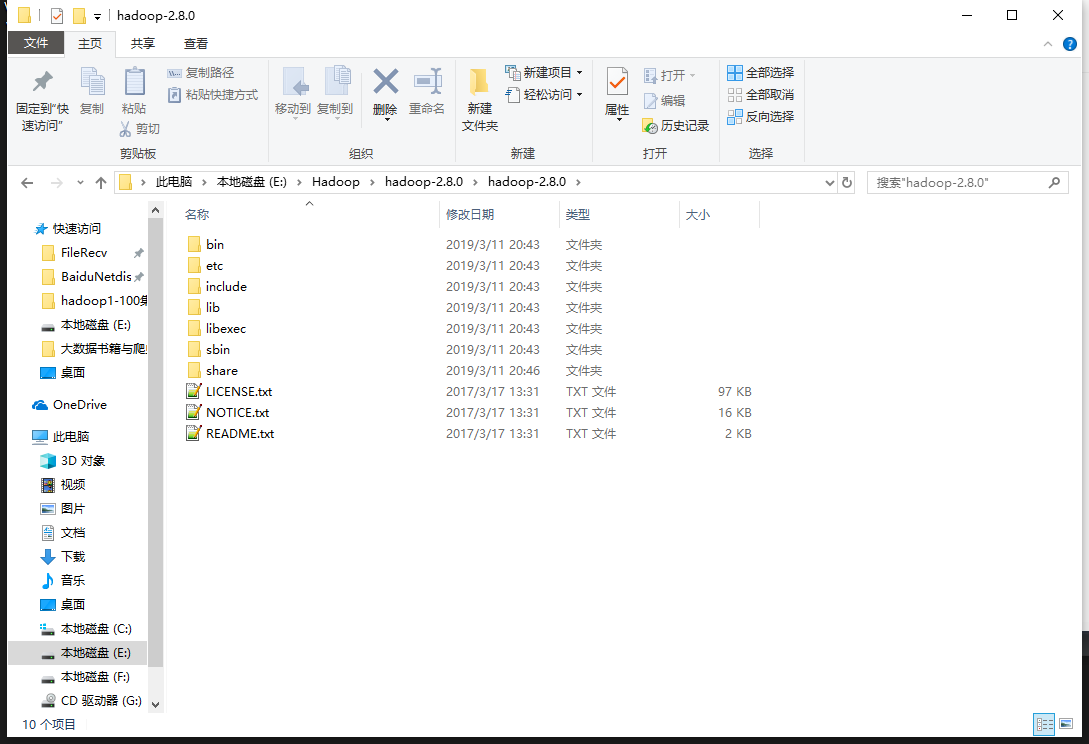 hadoop-2.8.0
文件 主页 共享 查看
固定到"快速访问"
复制
粘贴
复制路径
粘贴快捷方式
剪切
剪贴板
移动到
复制到
删除
重命名
组织
新建文件夹
新建项目
轻松访问
新建
属性
打开
编辑
历史记录
打开
全部选择
全部取消
反向选择
选择
此电脑 本地磁盘 (E:) Hadoop hadoop-2.8.0 hadoop-2.8.0
搜索"hadoop-2.8.0"
快速访问
FileRecv
BaiduNetdis
hadoop1-100集
本地磁盘 (E:)
大数据书籍与爬
桌面
OneDrive
此电脑
3D 对象
视频
图片
文档
下载
音乐
桌面
本地磁盘 (C:)
本地磁盘 (E:)
本地磁盘 (F:)
CD 驱动器 (G:)
名称 修改日期 类型 大小
bin 2019/3/11 20:43 文件夹
etc 2019/3/11 20:43 文件夹
include 2019/3/11 20:43 文件夹
lib 2019/3/11 20:43 文件夹
libexec 2019/3/11 20:43 文件夹
sbin 2019/3/11 20:43 文件夹
share 2019/3/11 20:46 文件夹
LICENSE.txt 2017/3/17 13:31 TXT 文件 97 KB
NOTICE.txt 2017/3/17 13:31 TXT 文件 16 KB
README.txt 2017/3/17 13:31 TXT 文件 2 KB
10 个项目